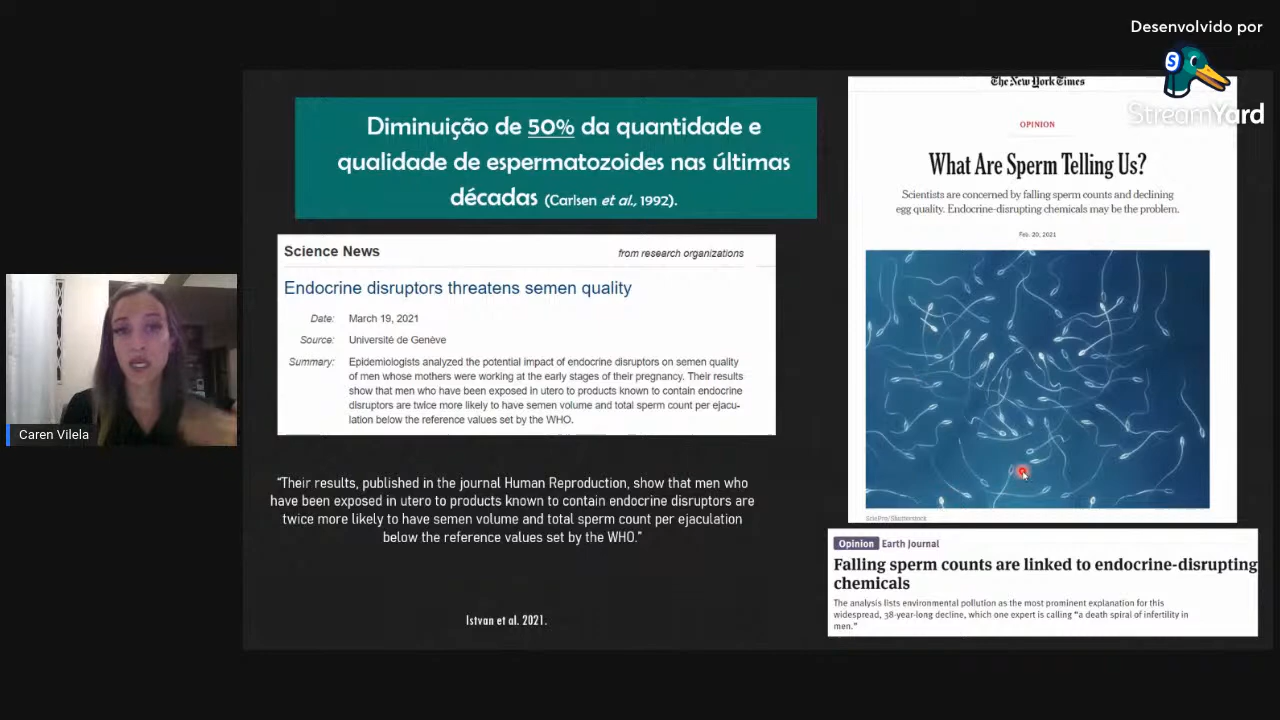 Desenvolvido por
StreamYard
Diminuição de 50% da quantidade e
qualidade de espermatozoides nas últimas
décadas (Carlsen et al., 1992).
Science News
from research organizations
Endocrine disruptors threatens semen quality
Date: March 19, 2021
Source: Université de Genève
Summary: Epidemiologists analyzed the potential impact of endocrine disruptors on semen quality
of men whose mothers were working at the early stages of their pregnancy. Their results
show that men who have been exposed in utero to products known to contain endocrine
disruptors are twice more likely to have semen volume and total sperm count per ejacu-
lation below the reference values set by the WHO.
"Their results, published in the journal Human Reproduction, show that men who
have been exposed in utero to products known to contain endocrine disruptors are
twice more likely to have semen volume and total sperm count per ejaculation
below the reference values set by the WHO."
Istvan et al. 2021.
The New York Times
OPINION
What Are Sperm Telling Us?
Scientists are concerned by falling sperm counts and declining
egg quality. Endocrine-disrupting chemicals may be the problem.
Feb. 20, 2021
SciePro/Shutterstock
Opinion Earth Journal
Falling sperm counts are linked to endocrine-disrupting
chemicals
The analysis lists environmental pollution as the most prominent explanation for this
widespread, 38-year-long decline, which one expert is calling "a death spiral of infertility in
men."
Caren Vilela